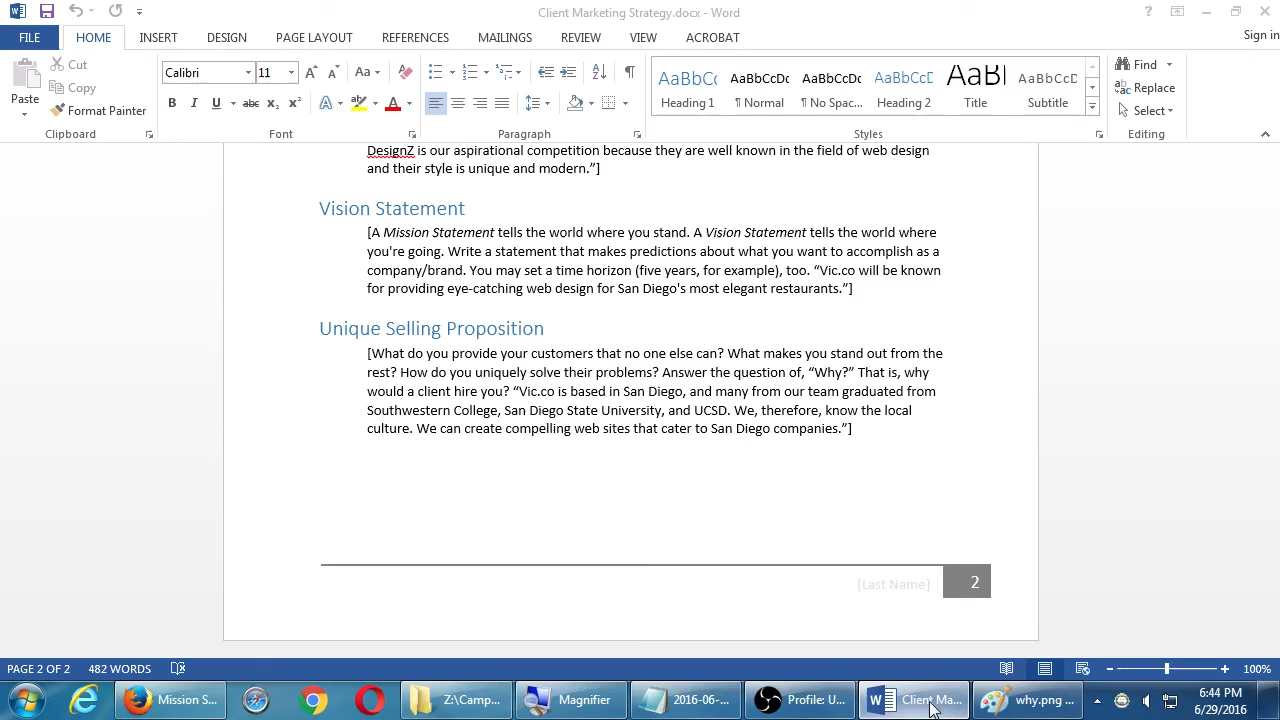 Client Marketing Strategy.docx - Word
FILE HOME INSERT DESIGN PAGE LAYOUT REFERENCES MAILINGS REVIEW VIEW ACROBAT Sign in
Paste
Cut
Copy
Format Painter
Clipboard
Calibri 11
Font
Paragraph
AaBbCc AaBbCcDc AaBbCcDc AaBbCcD AaB AaBbCcD
Heading 1 ¶ Normal ¶ No Spac... Heading 2 Title Subtitle
Styles
Find
Replace
Select
Editing
DesignZ is our aspirational competition because they are well known in the field of web design
and their style is unique and modern.”]
Vision Statement
[A Mission Statement tells the world where you stand. A Vision Statement tells the world where
you're going. Write a statement that makes predictions about what you want to accomplish as a
company/brand. You may set a time horizon (five years, for example), too. “Vic.co will be known
for providing eye-catching web design for San Diego's most elegant restaurants.”]
Unique Selling Proposition
[What do you provide your customers that no one else can? What makes you stand out from the
rest? How do you uniquely solve their problems? Answer the question of, “Why?” That is, why
would a client hire you? “Vic.co is based in San Diego, and many from our team graduated from
Southwestern College, San Diego State University, and UCSD. We, therefore, know the local
culture. We can create compelling web sites that cater to San Diego companies.”]
[Last Name] 2
PAGE 2 OF 2 482 WORDS 100%
Mission S... Z:\Camp... Magnifier 2016-06-... Profile: U... Client Ma... why.png ...
6:44 PM
6/29/2016